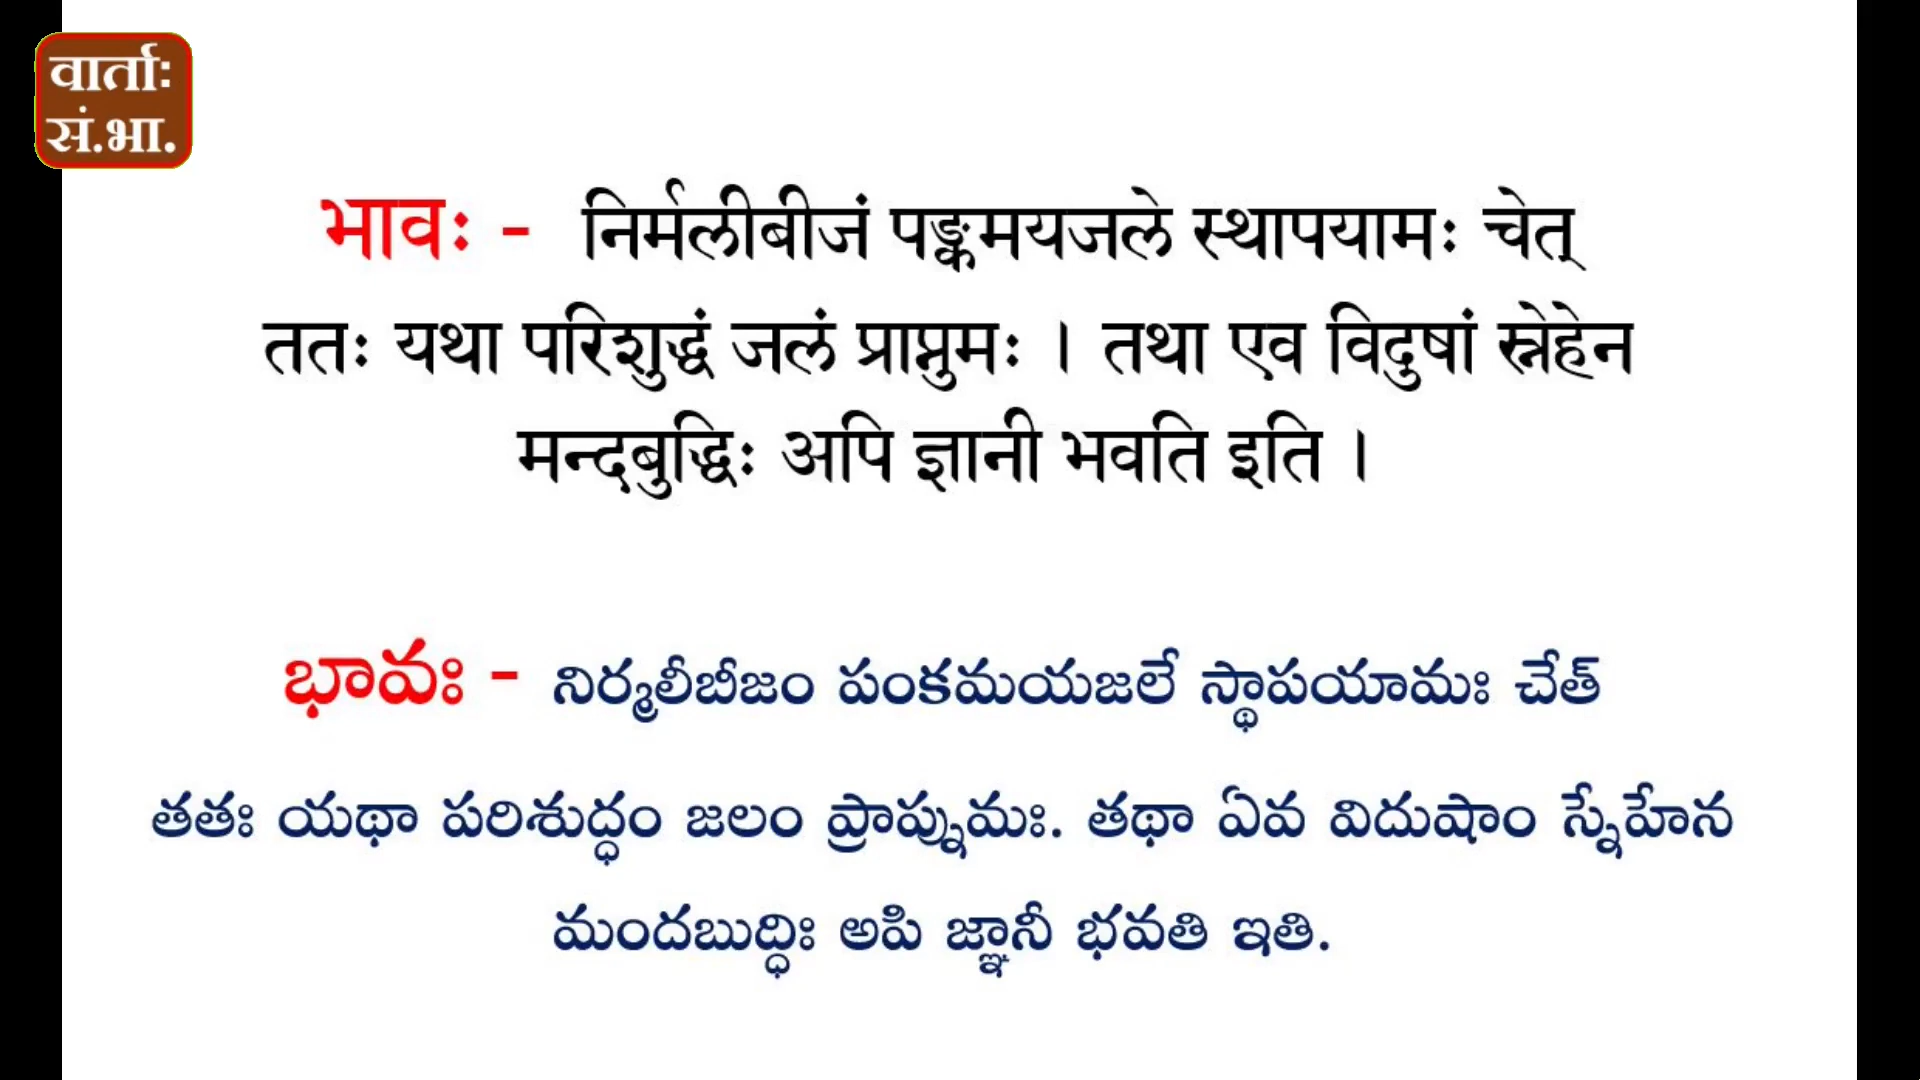 वार्ताः
सं.भा.
भावः - निर्मलीबीजं पङ्कमयजले स्थापयामः चेत्
ततः यथा परिशुद्धं जलं प्राप्नुमः । तथा एव विदुषां स्नेहेन
मन्दबुद्धिः अपि ज्ञानी भवति इति ।
భావః - నిర్మలీబీజం పంకమయజలే స్థాపయామః చేత్
తతః యథా పరిశుద్ధం జలం ప్రాప్నుమః. తథా ఏవ విదుషాం స్నేహేన
మందబుద్ధిః అపి జ్ఞానీ భవతి ఇతి.